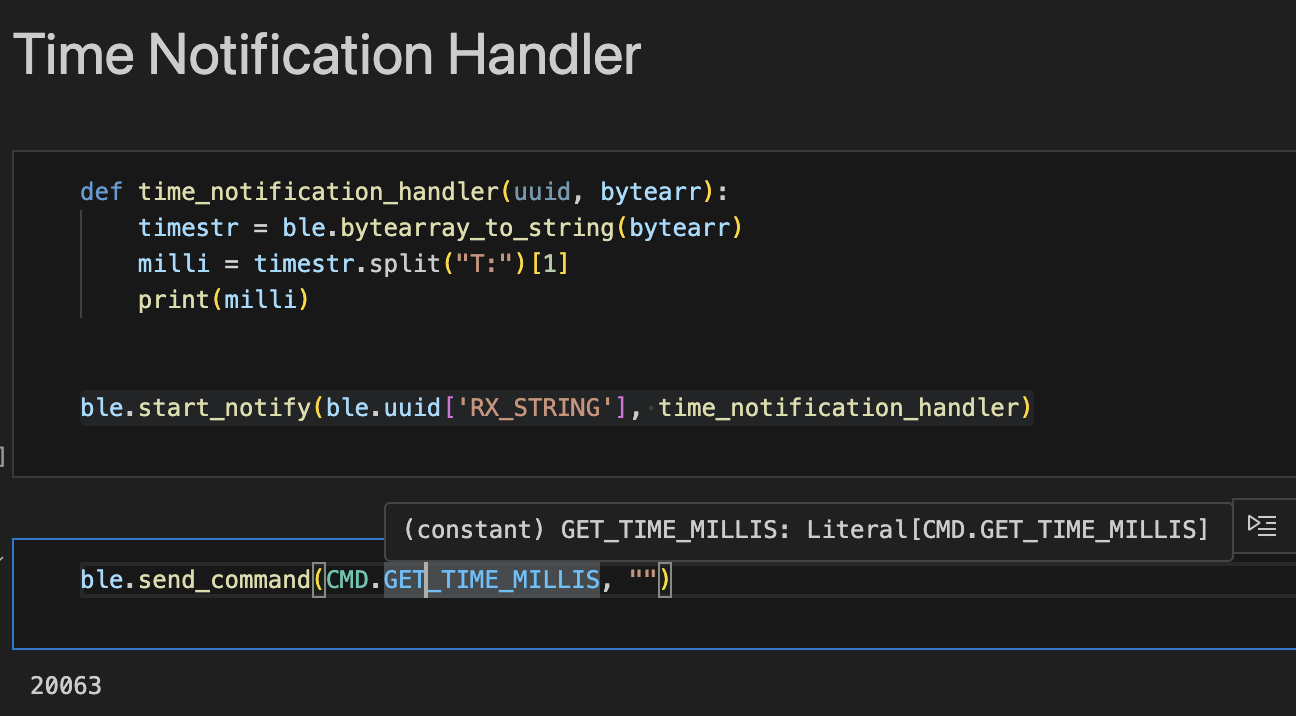 Time Notification Handler
def time_notification_handler(uuid, bytearr):
    timestr = ble.bytearray_to_string(bytearr)
    milli = timestr.split("T:")[1]
    print(milli)
ble.start_notify(ble.uuid['RX_STRING'], time_notification_handler)
]
(constant) GET_TIME_MILLIS: Literal[CMD.GET_TIME_MILLIS]
ble.send_command(CMD.GET_TIME_MILLIS, "")
20063